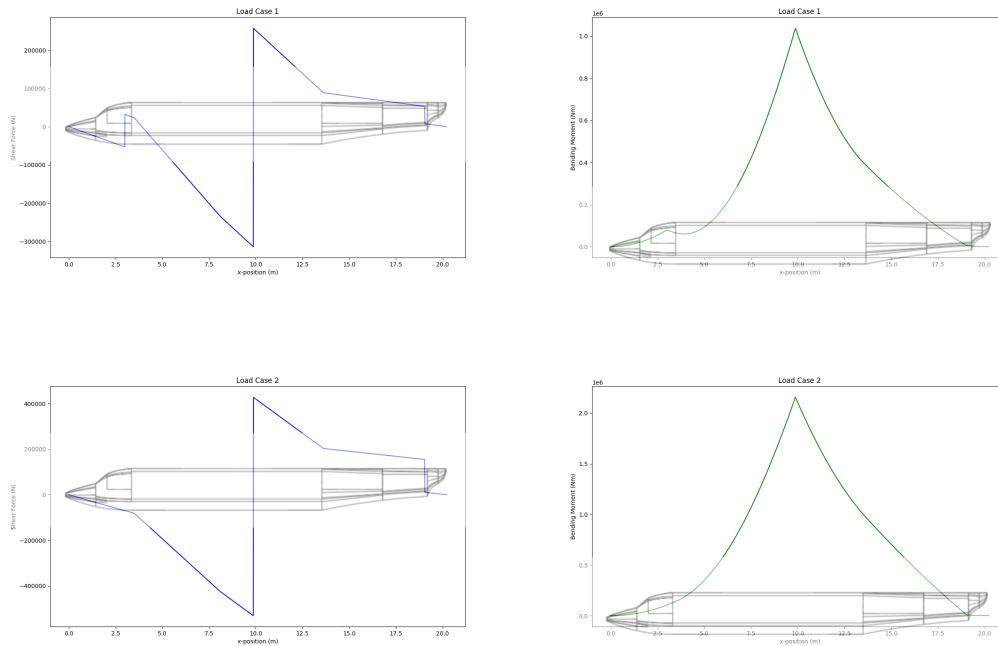 Load Case 1
Shear Force (N)
200000
100000
0
−100000
−200000
−300000
0.0 2.5 5.0 7.5 10.0 12.5 15.0 17.5 20.0
x-position (m)
Load Case 1
1e6
Bending Moment (Nm)
1.0
0.8
0.6
0.4
0.2
0.0
0.0 2.5 5.0 7.5 10.0 12.5 15.0 17.5 20.0
x-position (m)
Load Case 2
Shear Force (N)
400000
200000
0
−200000
−400000
0.0 2.5 5.0 7.5 10.0 12.5 15.0 17.5 20.0
x-position (m)
Load Case 2
1e6
Bending Moment (Nm)
2.0
1.5
1.0
0.5
0.0
0.0 2.5 5.0 7.5 10.0 12.5 15.0 17.5 20.0
x-position (m)